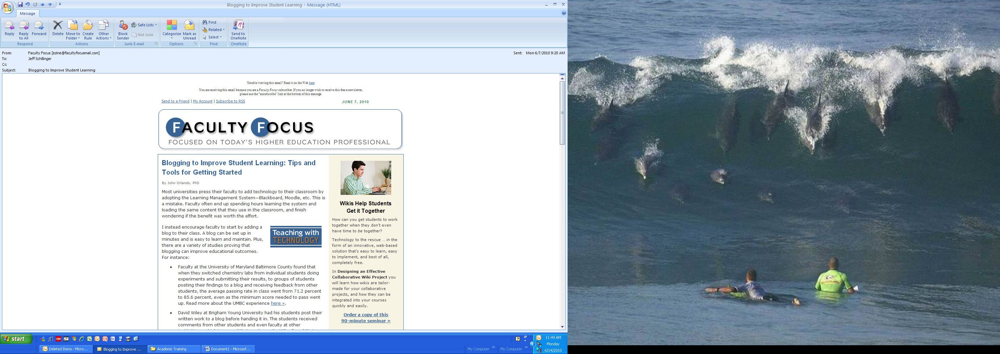 Blogging to Improve Student Learning - Message (HTML)
Message
Reply
Reply to All
Forward
Respond
Delete
Move to Folder
Create Rule
Other Actions
Actions
Block Sender
Safe Lists
Not Junk
Junk E-mail
Categorize
Mark as Unread
Options
Find
Related
Select
Find
Send to OneNote
OneNote
From: Faculty Focus [ezine@facultyfocusmail.com]
Sent: Mon 6/7/2010 9:20 AM
To: Jeff Schillinger
Cc:
Subject: Blogging to Improve Student Learning
Trouble viewing this email? Read it on the Web here
You are receiving this email because you are a Faculty Focus subscriber. If you no longer wish to receive this free e-newsletter,
please use the "unsubscribe" link at the bottom of this message.
Send to a Friend | My Account | Subscribe to RSS
JUNE 7, 2010
FACULTY FOCUS
FOCUSED ON TODAY'S HIGHER EDUCATION PROFESSIONAL
Blogging to Improve Student Learning: Tips and
Tools for Getting Started
By John Orlando, PhD
Most universities press their faculty to add technology to their classroom by
adopting the Learning Management System—Blackboard, Moodle, etc. This is
a mistake. Faculty often end up spending hours learning the system and
loading the same content that they use in the classroom, and finish
wondering if the benefit was worth the effort.
I instead encourage faculty to start by adding a
blog to their class. A blog can be set up in
minutes and is easy to learn and maintain. Plus,
there are a variety of studies proving that
blogging can improve educational outcomes.
For instance:
Teaching with
TECHNOLOGY
• Faculty at the University of Maryland Baltimore County found that
when they switched chemistry labs from individual students doing
experiments and submitting their results, to groups of students
posting their findings to a blog and receiving feedback from other
students, the average passing rate in class went from 71.2 percent
to 85.6 percent, even as the minimum score needed to pass went
up. Read more about the UMBC experience here ».
• David Wiley at Brigham Young University had his students post their
written work to a blog before handing it in. The students received
comments from other students and even faculty at other
Wikis Help Students
Get it Together
How can you get students to work
together when they don't even
have time to be together?
Technology to the rescue ... in the
form of an innovative, web-based
solution that's easy to learn, easy
to implement, and best of all,
completely free.
In Designing an Effective
Collaborative Wiki Project you
will learn how wikis are tailor-
made for your collaborative
projects, and how they can be
integrated into your courses
quickly and easily.
Order a copy of this
90-minute seminar »
start
CNN
SI
11:49 AM
Monday
6/14/2010
Deleted Items - Micro...
Blogging to Improve ...
Academic Training
Document1 - Microsof...
My Computer »
My Computer »